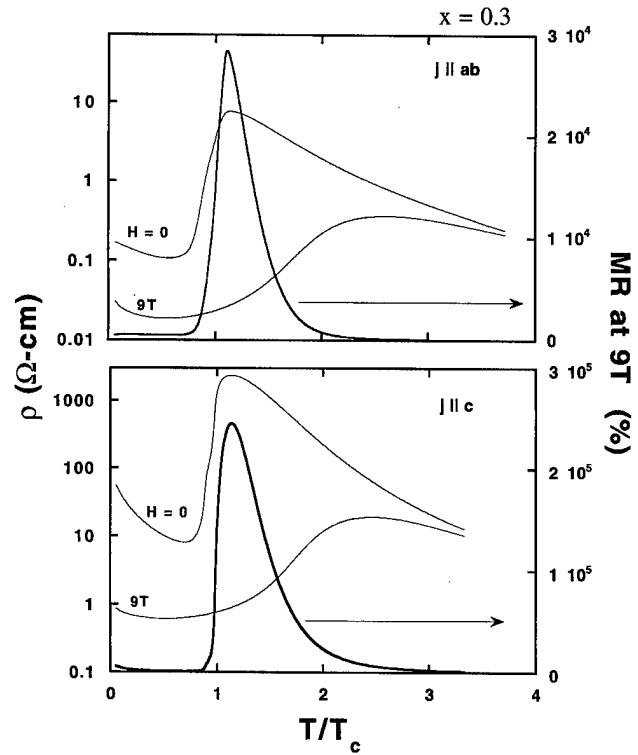 x = 0.3
j || ab
H = 0
9T
10
1
0.1
0.01
3 10⁴
2 10⁴
1 10⁴
0
ρ (Ω-cm)
MR at 9T (%)
j || c
H = 0
9T
1000
100
10
1
0.1
3 10⁵
2 10⁵
1 10⁵
0
0 1 2 3 4
T/Tc